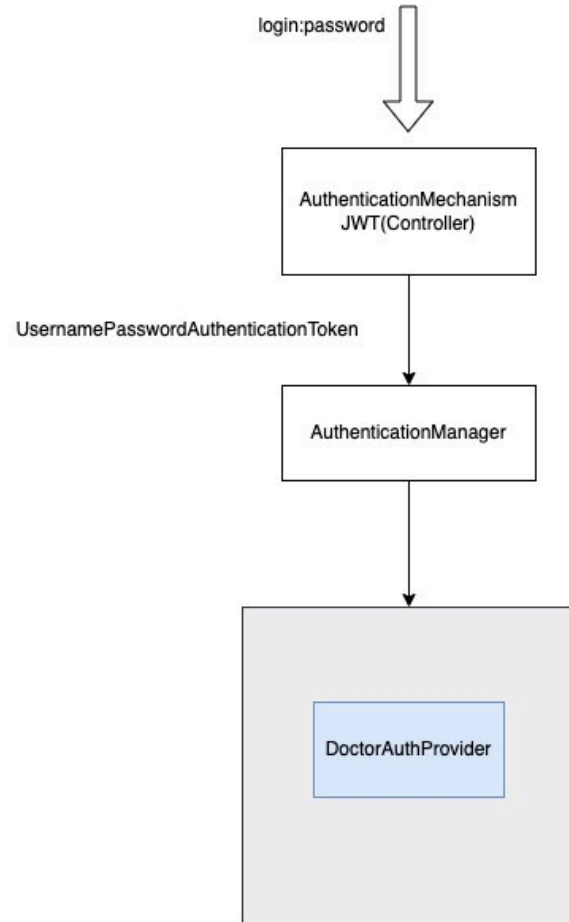 login:password
AuthenticationMechanism
JWT(Controller)
UsernamePasswordAuthenticationToken
AuthenticationManager
DoctorAuthProvider